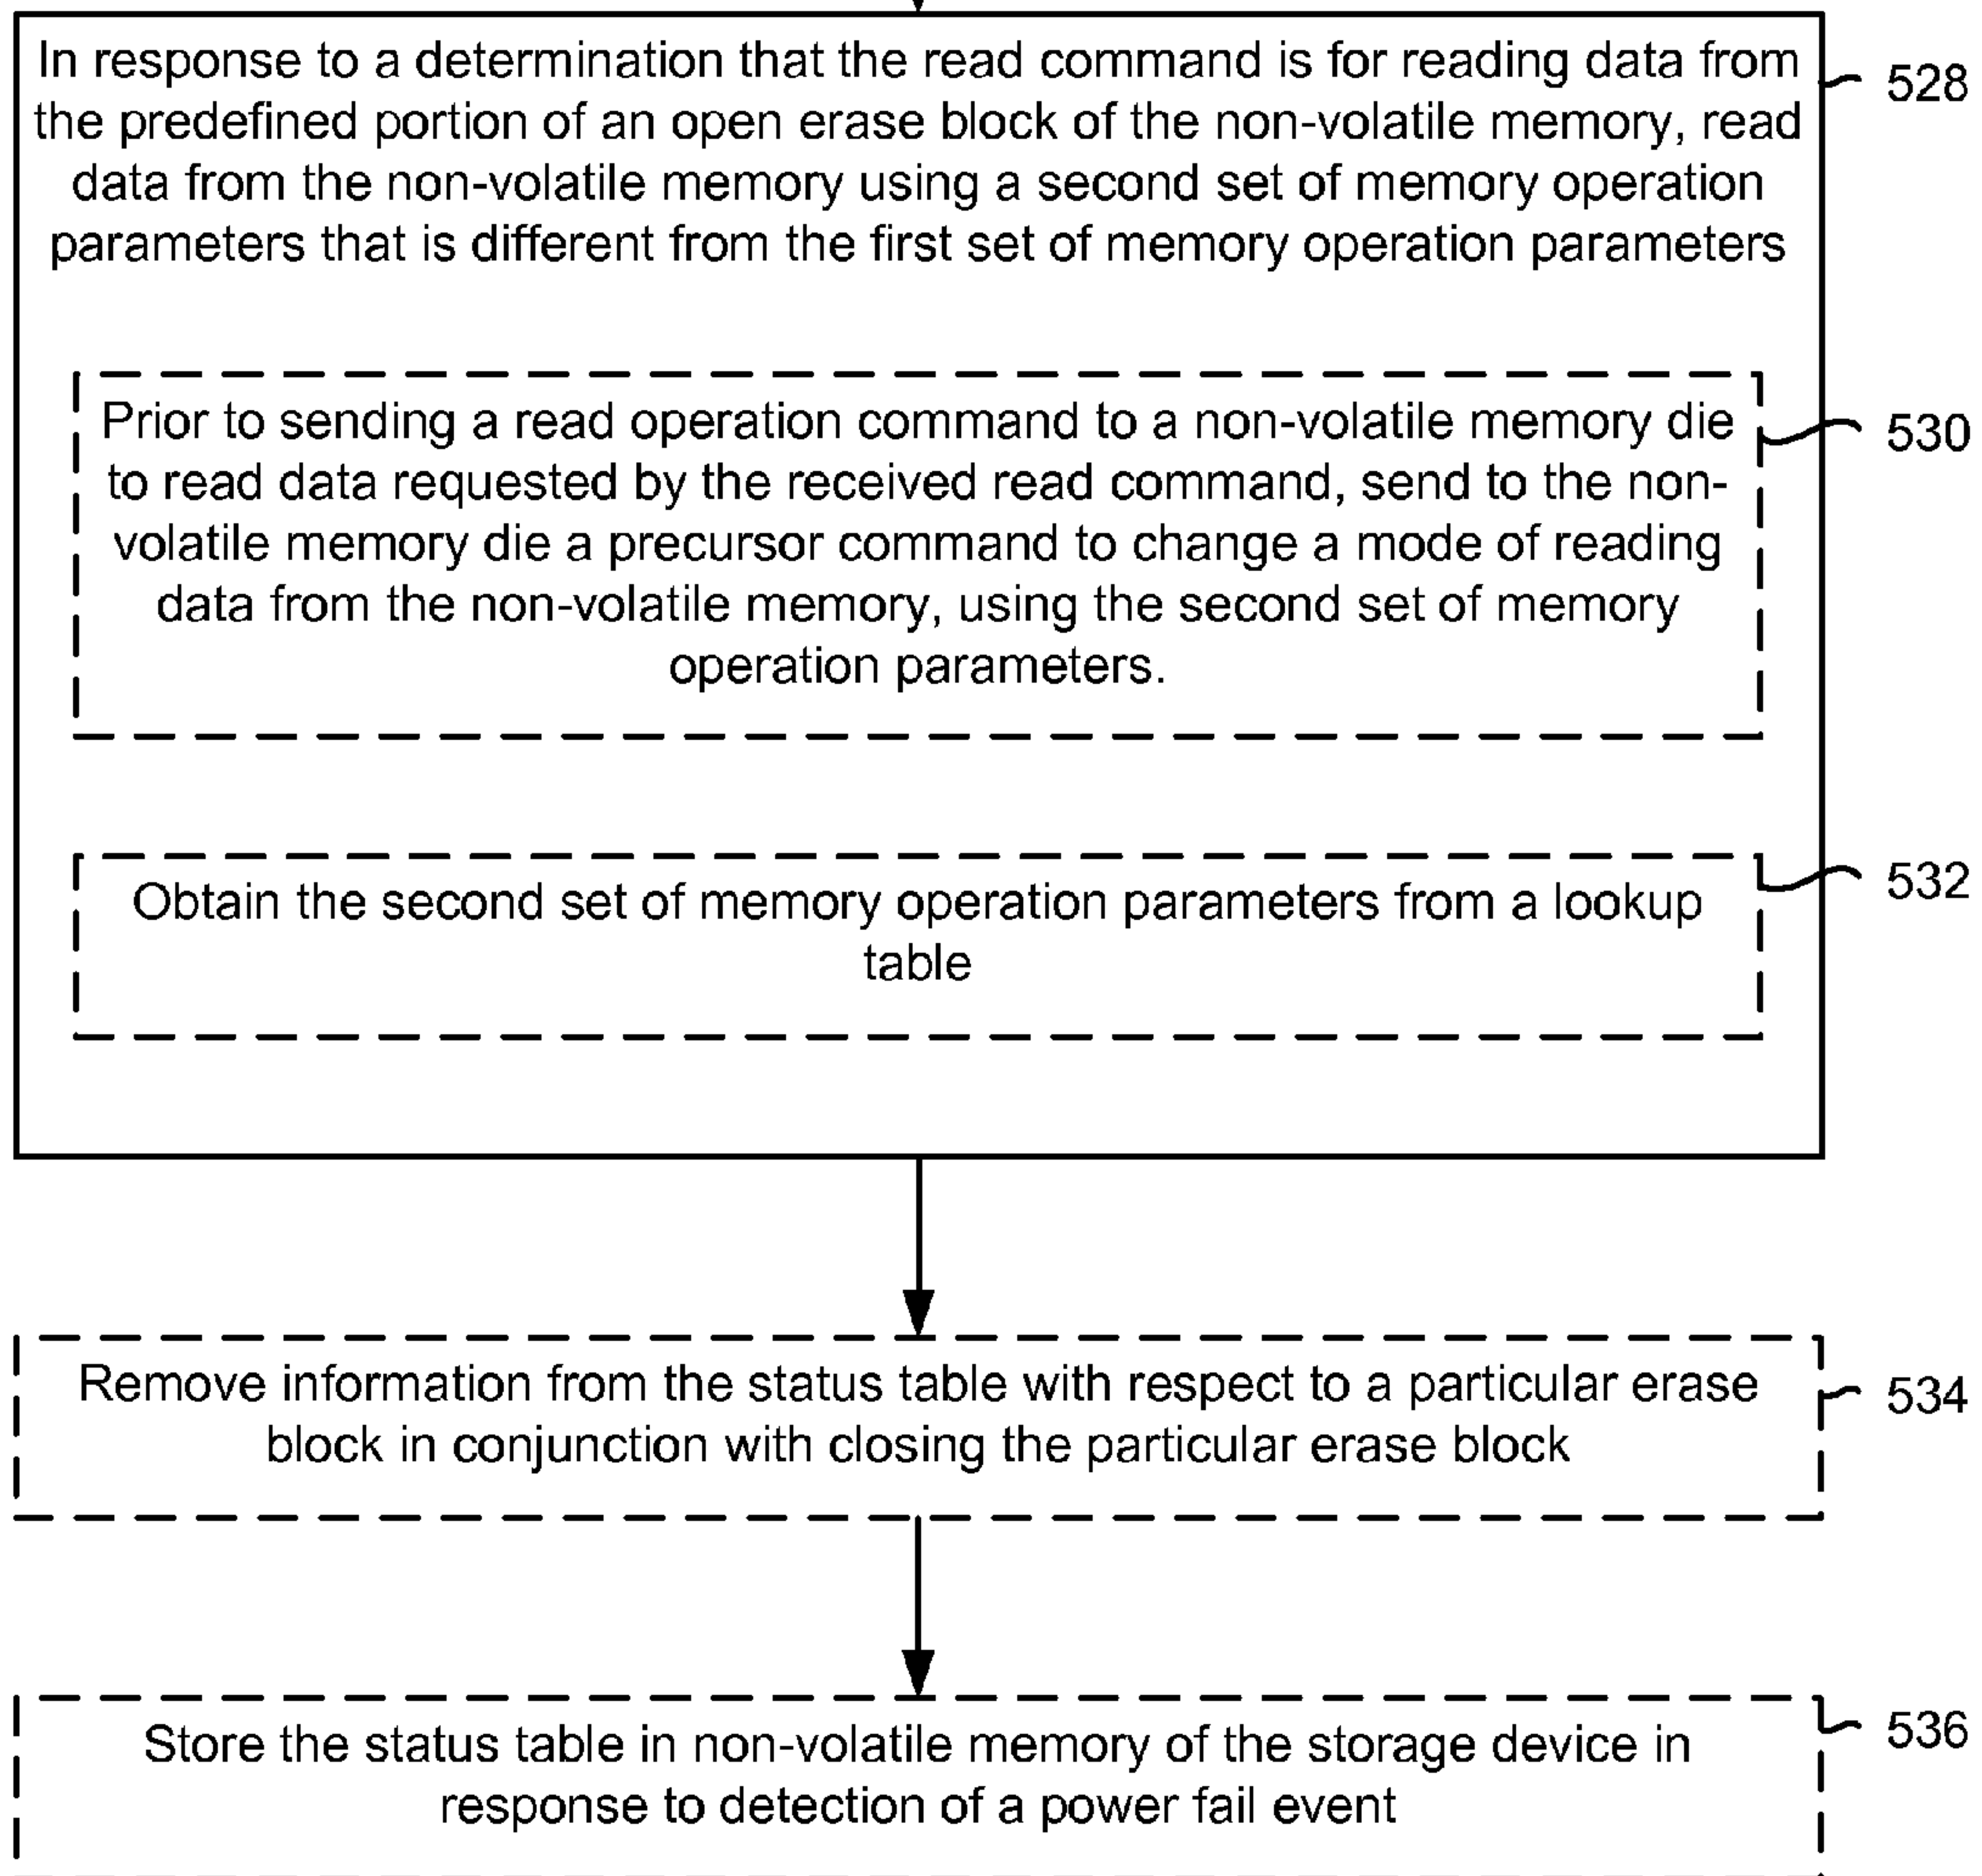 In response to a determination that the read command is for reading data from
the predefined portion of an open erase block of the non-volatile memory, read
data from the non-volatile memory using a second set of memory operation
parameters that is different from the first set of memory operation parameters
528
Prior to sending a read operation command to a non-volatile memory die
to read data requested by the received read command, send to the non-
volatile memory die a precursor command to change a mode of reading
data from the non-volatile memory, using the second set of memory
operation parameters.
530
Obtain the second set of memory operation parameters from a lookup
table
532
Remove information from the status table with respect to a particular erase
block in conjunction with closing the particular erase block
534
Store the status table in non-volatile memory of the storage device in
response to detection of a power fail event
536